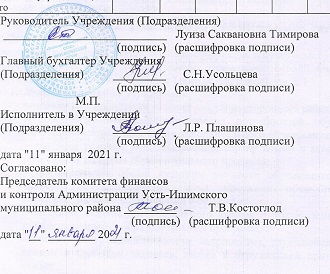 го
Руководитель Учреждения (Подразделения)
Луиза Саквановна Тимирова
(подпись) (расшифровка подписи)
Главный бухгалтер Учреждения
(Подразделения) С.Н.Усольцева
(подпись) (расшифровка подписи)
М.П.
Исполнитель в Учреждении
(Подразделения) Л.Р. Плашинова
(подпись) (расшифровка подписи)
дата "11" января 2021 г.
Согласовано:
Председатель комитета финансов
и контроля Администрации Усть-Ишимского
муниципального района Т.В.Костоглод
(подпись) (расшифровка подписи)
дата "11" января 2021 г.